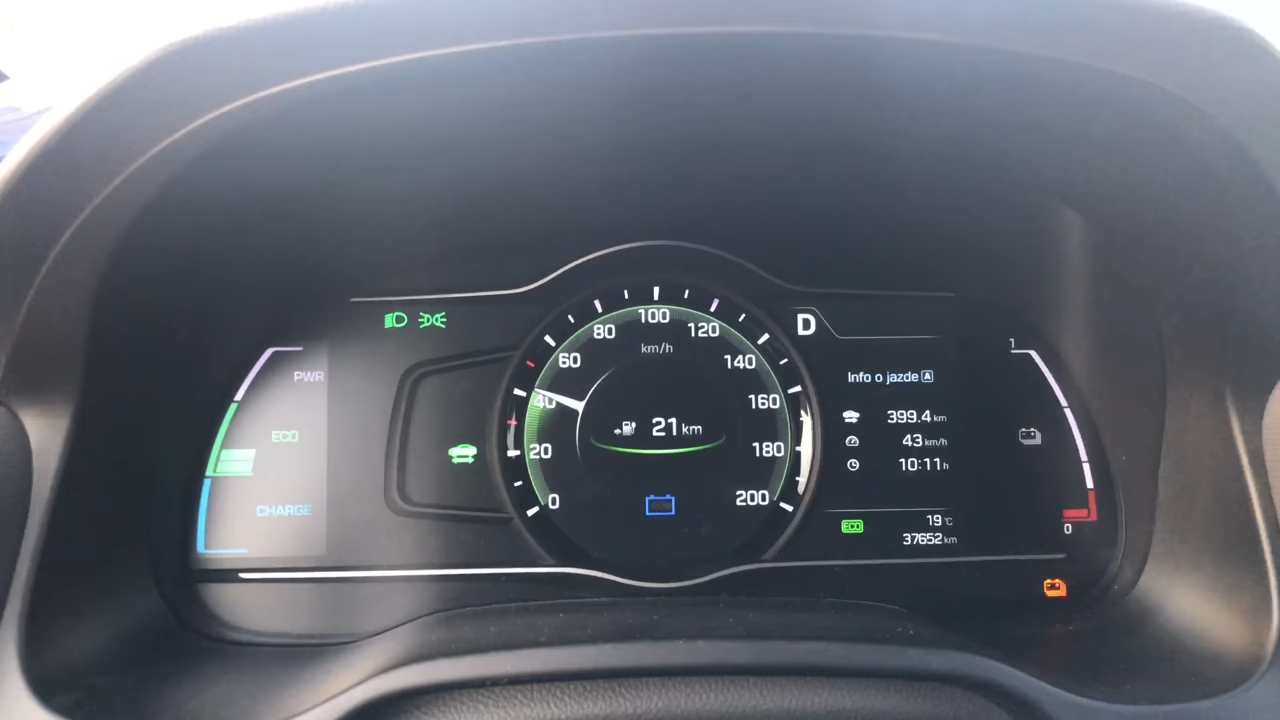 PWR
ECO
CHARGE
0
20
40
60
80
100
120
140
160
180
200
km/h
21 km
D
Info o jazde A
399.4 km
43 km/h
10:11 h
ECO
19 °C
37652 km
1
0